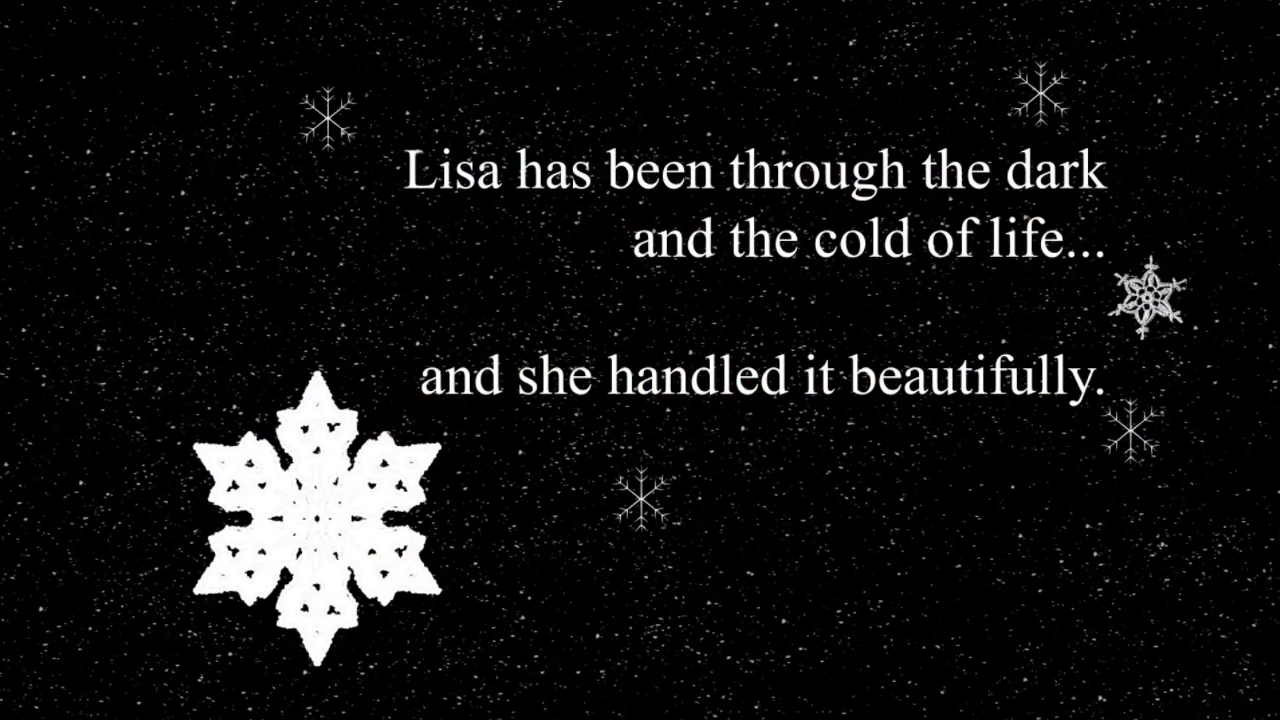 Lisa has been through the dark
and the cold of life...
and she handled it beautifully.